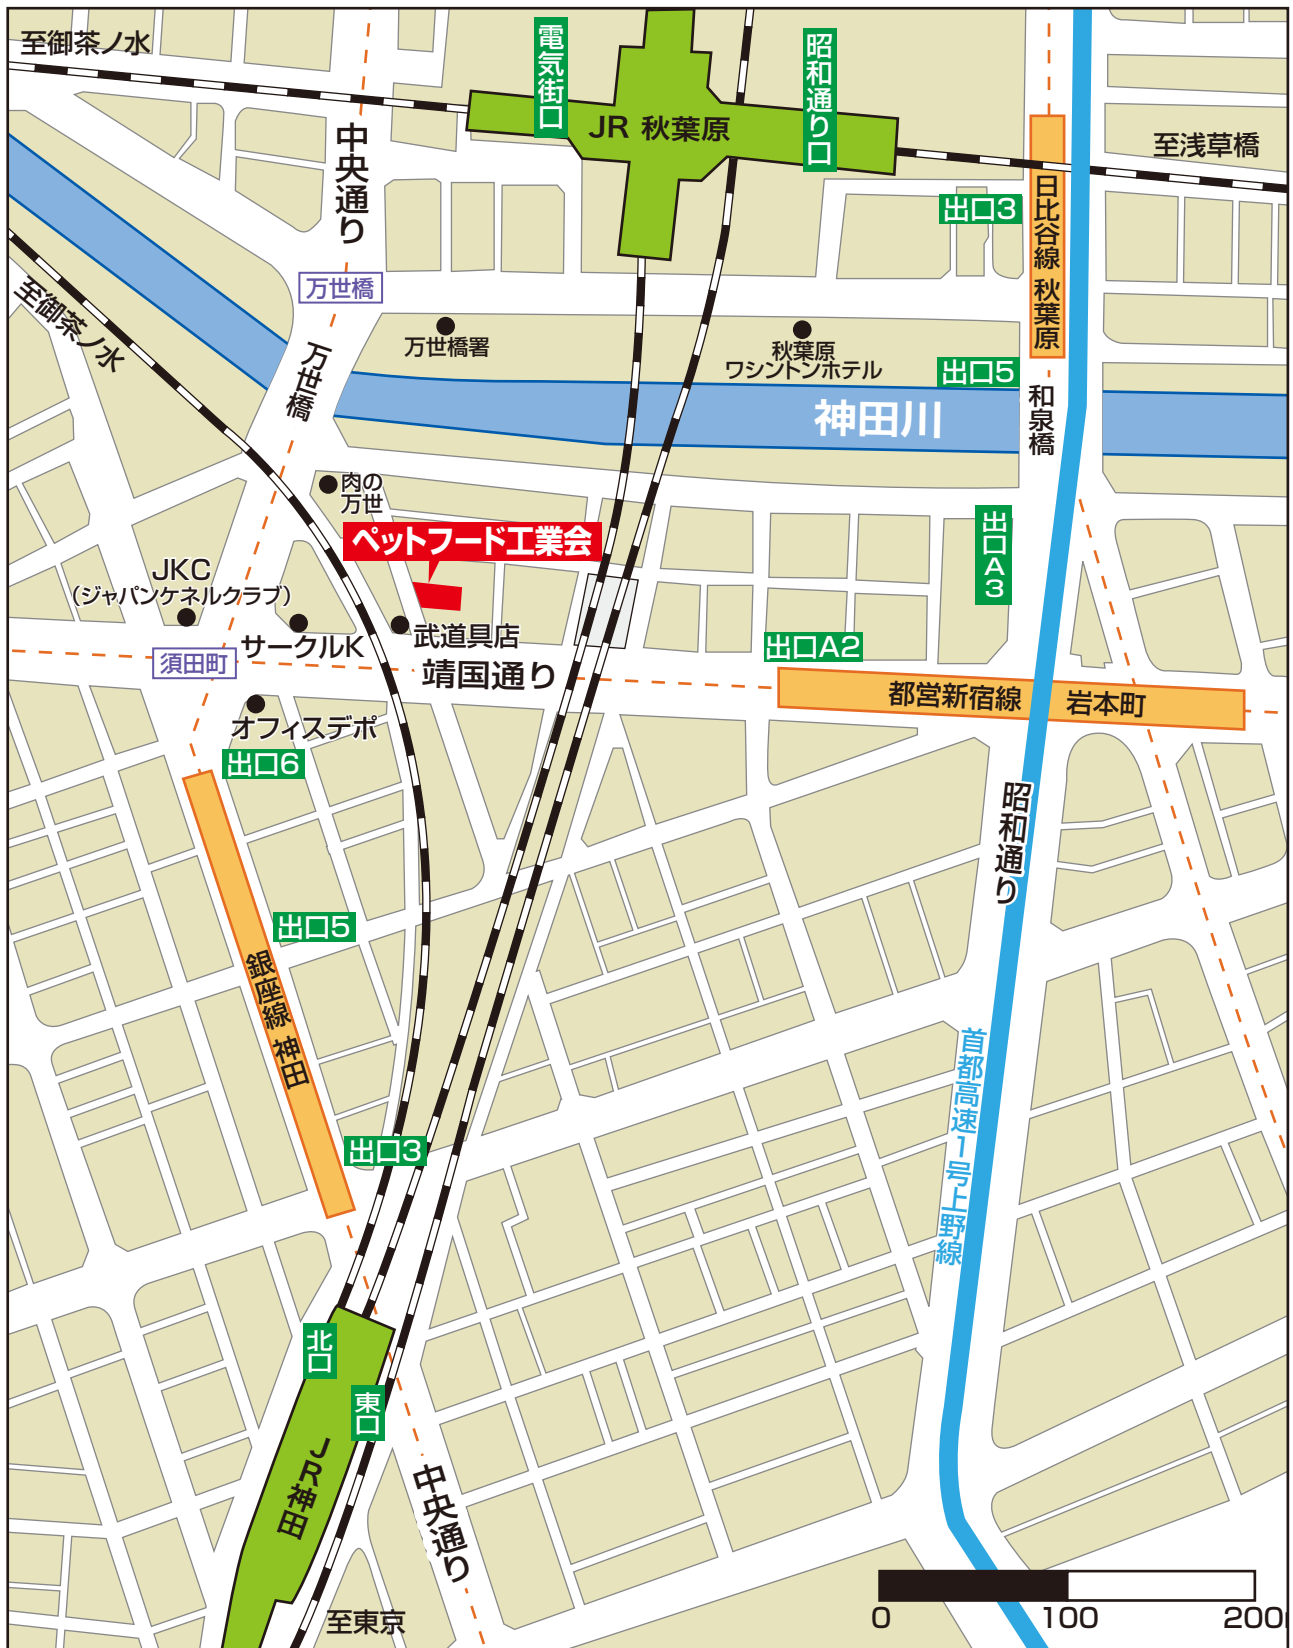 至御茶ノ水
電気街口
昭和通り口
JR 秋葉原
中央通り
至浅草橋
出口3
日比谷線 秋葉原
万世橋
至御茶ノ水
万世橋署
秋葉原
ワシントンホテル
出口5
万世橋
神田川
和泉橋
肉の
万世
ペットフード工業会
出口A3
JKC
(ジャパンケネルクラブ)
サークルK
武道具店
須田町
靖国通り
出口A2
都営新宿線 岩本町
オフィスデポ
出口6
昭和通り
出口5
銀座線 神田
首都高速1号上野線
出口3
北口
東口
JR神田
中央通り
至東京
0 100 200